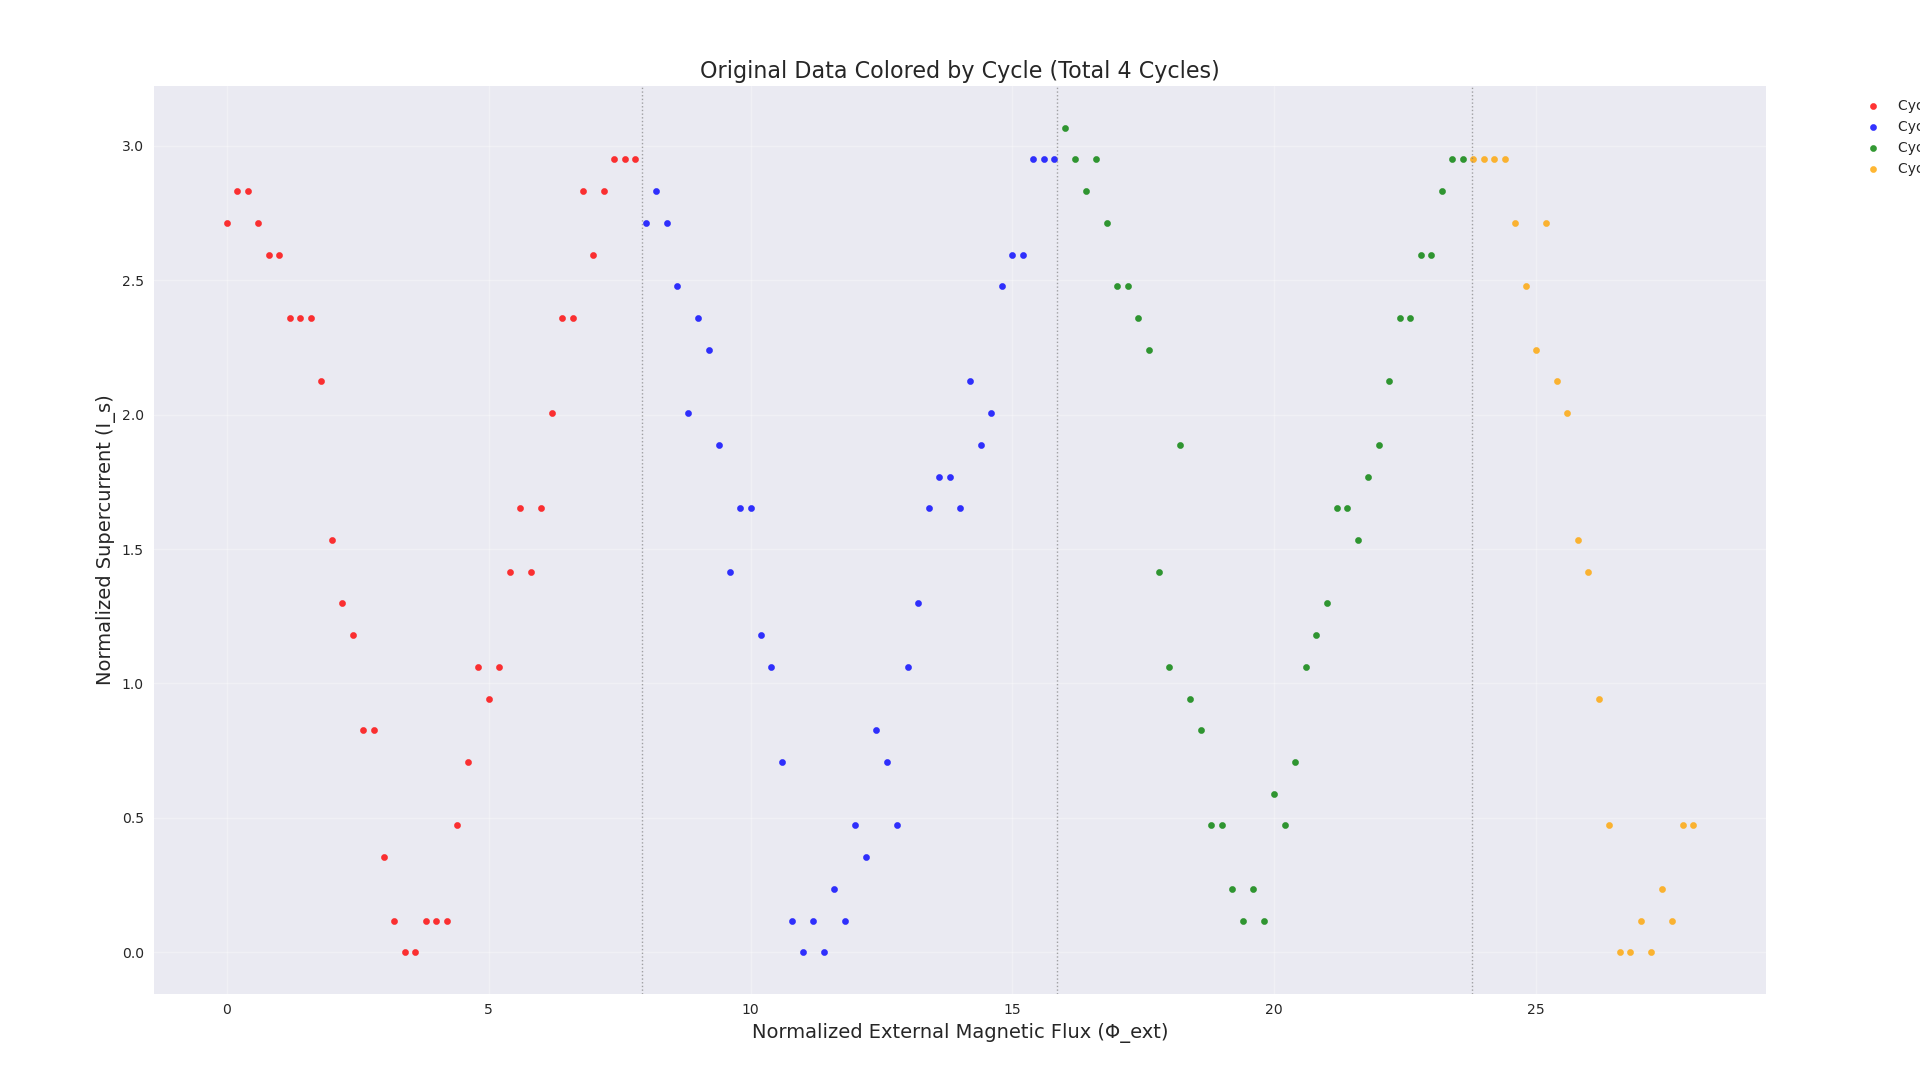 Original Data Colored by Cycle (Total 4 Cycles)
Cyc
Cyc
Cyc
Cyc
3.0
2.5
2.0
1.5
1.0
0.5
0.0
Normalized Supercurrent (I_s)
0 5 10 15 20 25
Normalized External Magnetic Flux (Φ_ext)